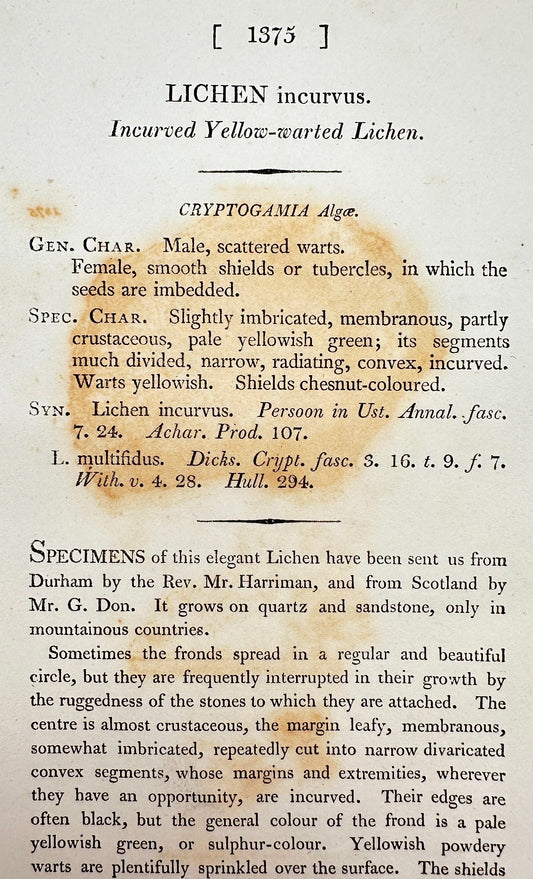 [ 1375 ]
LICHEN incurvus.
Incurved Yellow-warted Lichen.
CRYPTOGAMIA Algæ.
GEN. CHAR. Male, scattered warts.
Female, smooth shields or tubercles, in which the
seeds are imbedded.
SPEC. CHAR. Slightly imbricated, membranous, partly
crustaceous, pale yellowish green; its segments
much divided, narrow, radiating, convex, incurved.
Warts yellowish. Shields chesnut-coloured.
SYN. Lichen incurvus. Persoon in Ust. Annal. fasc.
7. 24. Achar. Prod. 107.
L. multifidus. Dicks. Crypt. fasc. 3. 16. t. 9. f. 7.
With. v. 4. 28. Hull. 294.
SPECIMENS of this elegant Lichen have been sent us from
Durham by the Rev. Mr. Harriman, and from Scotland by
Mr. G. Don. It grows on quartz and sandstone, only in
mountainous countries.
Sometimes the fronds spread in a regular and beautiful
circle, but they are frequently interrupted in their growth by
the ruggedness of the stones to which they are attached. The
centre is almost crustaceous, the margin leafy, membranous,
somewhat imbricated, repeatedly cut into narrow divaricated
convex segments, whose margins and extremities, wherever
they have an opportunity, are incurved. Their edges are
often black, but the general colour of the frond is a pale
yellowish green, or sulphur-colour. Yellowish powdery
warts are plentifully sprinkled over the surface. The shields